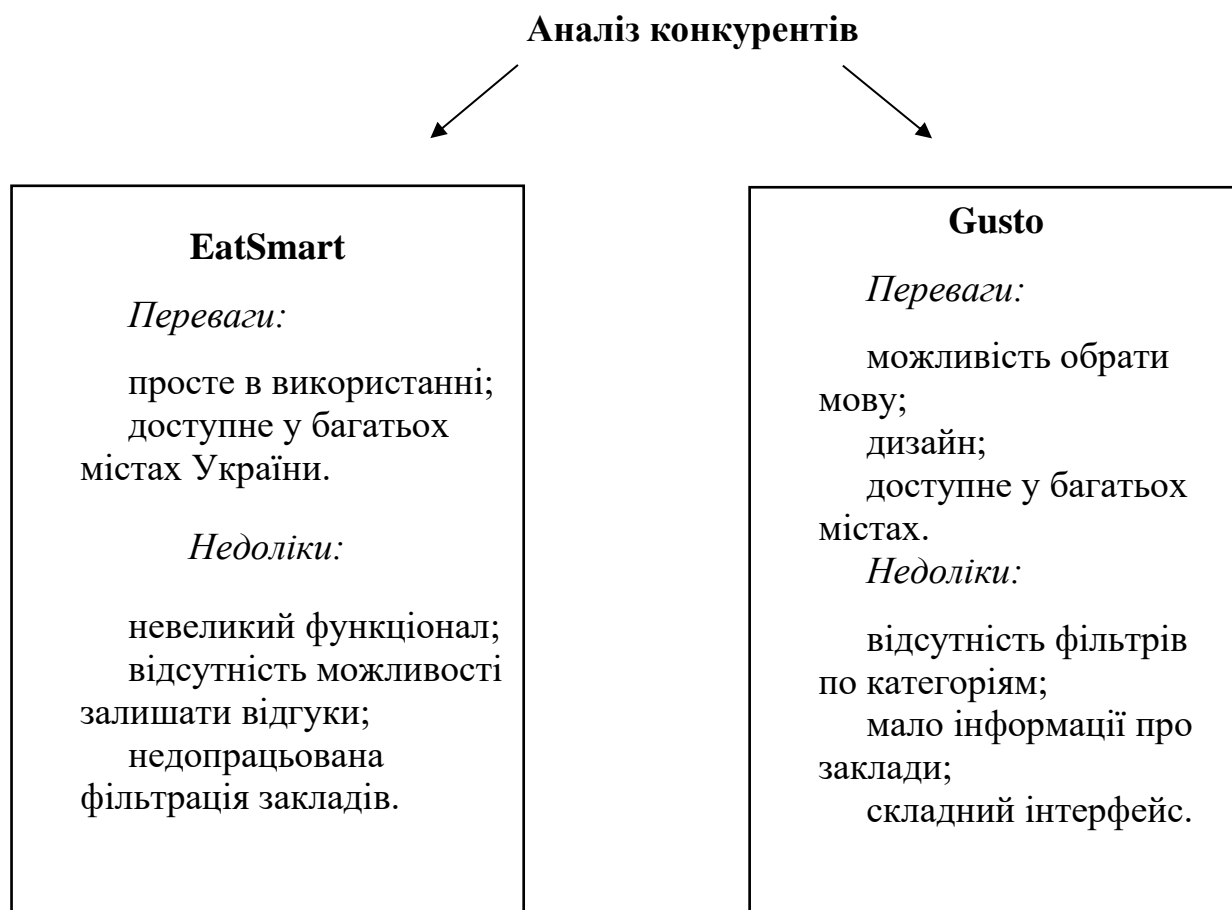 Аналіз конкурентів
EatSmart
Переваги:
просте в використанні;
доступне у багатьох
містах України.
Недоліки:
невеликий функціонал;
відсутність можливості
залишати відгуки;
недопрацьована
фільтрація закладів.
Gusto
Переваги:
можливість обрати
мову;
дизайн;
доступне у багатьох
містах.
Недоліки:
відсутність фільтрів
по категоріям;
мало інформації про
заклади;
складний інтерфейс.